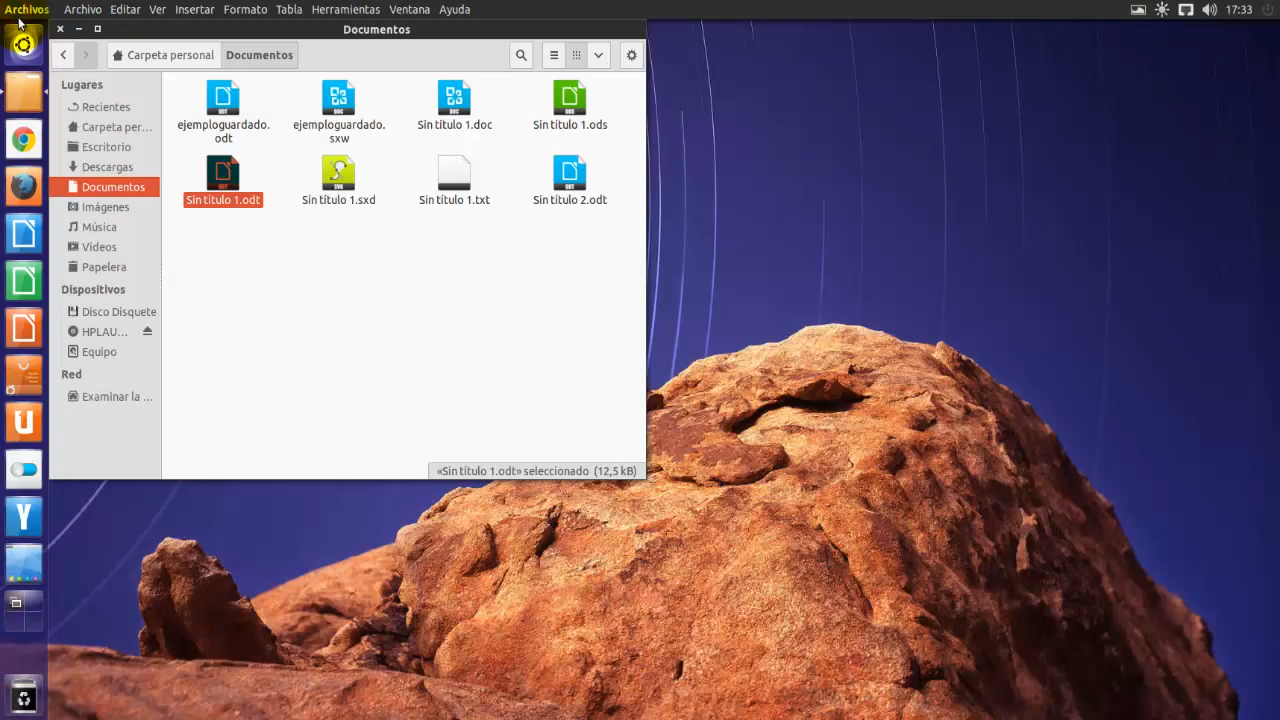 Archivos Archivo Editar Ver Insertar Formato Tabla Herramientas Ventana Ayuda 17:33
Documentos
Carpeta personal Documentos
Lugares
Recientes
Carpeta per...
Escritorio
Descargas
Documentos
Imágenes
Música
Vídeos
Papelera
Dispositivos
Disco Disquete
HPLAU...
Equipo
Red
Examinar la ...
ejemploguardado.
odt
ejemploguardado.
sxw
Sin título 1.doc
Sin título 1.ods
Sin título 1.odt
Sin título 1.sxd
Sin título 1.txt
Sin título 2.odt
«Sin título 1.odt» seleccionado (12,5 kB)